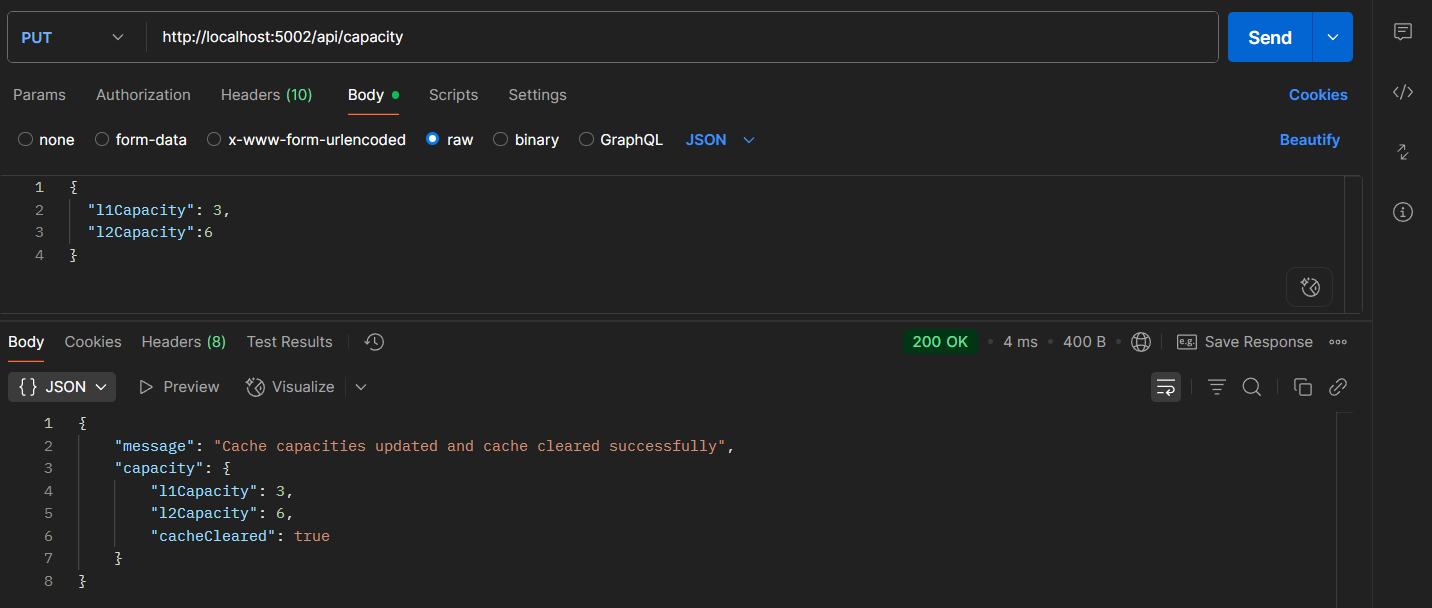 PUT http://localhost:5002/api/capacity Send
Params Authorization Headers (10) Body Scripts Settings Cookies
none form-data x-www-form-urlencoded raw binary GraphQL JSON Beautify
1 {
2 "l1Capacity": 3,
3 "l2Capacity":6
4 }
Body Cookies Headers (8) Test Results 200 OK • 4 ms • 400 B • e.g. Save Response
{} JSON Preview Visualize
1 {
2 "message": "Cache capacities updated and cache cleared successfully",
3 "capacity": {
4 "l1Capacity": 3,
5 "l2Capacity": 6,
6 "cacheCleared": true
7 }
8 }